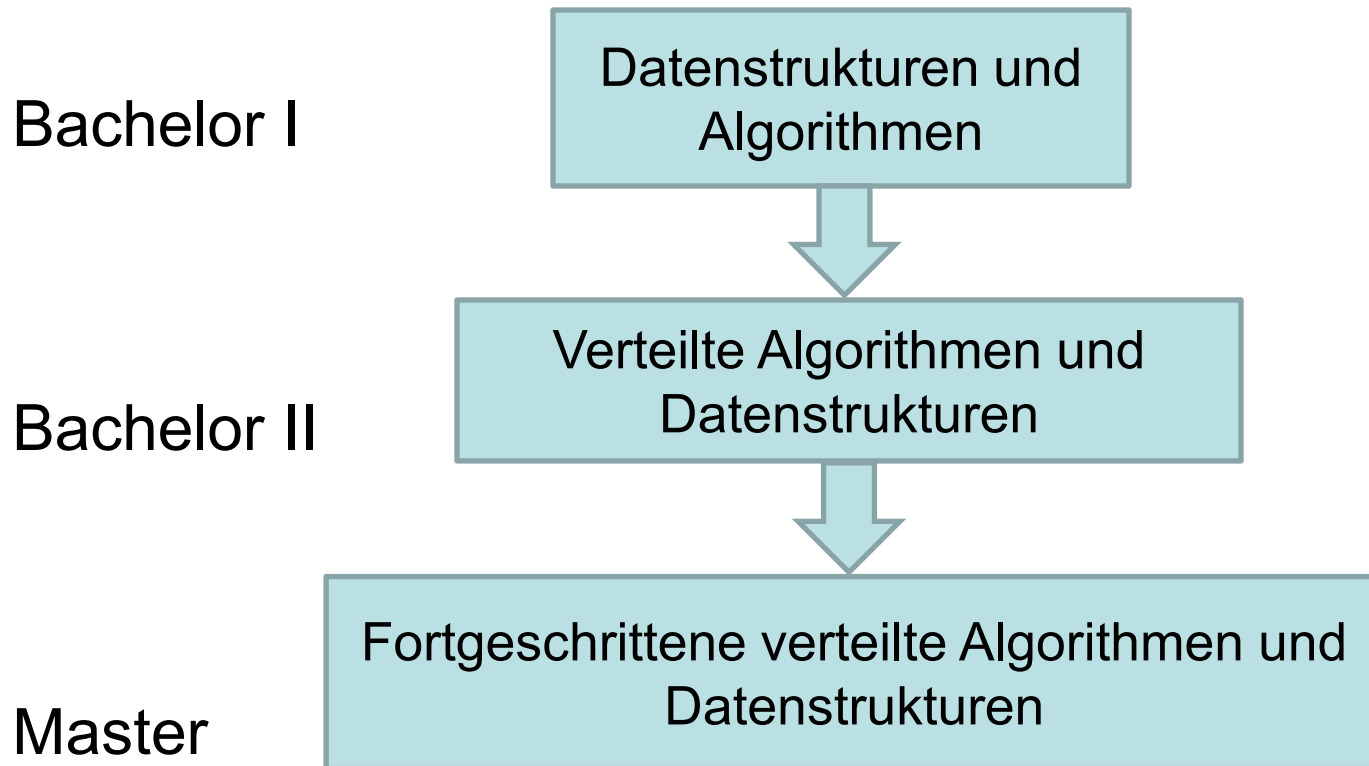 Bachelor I
Datenstrukturen und
Algorithmen
Bachelor II
Verteilte Algorithmen und
Datenstrukturen
Master
Fortgeschrittene verteilte Algorithmen und
Datenstrukturen